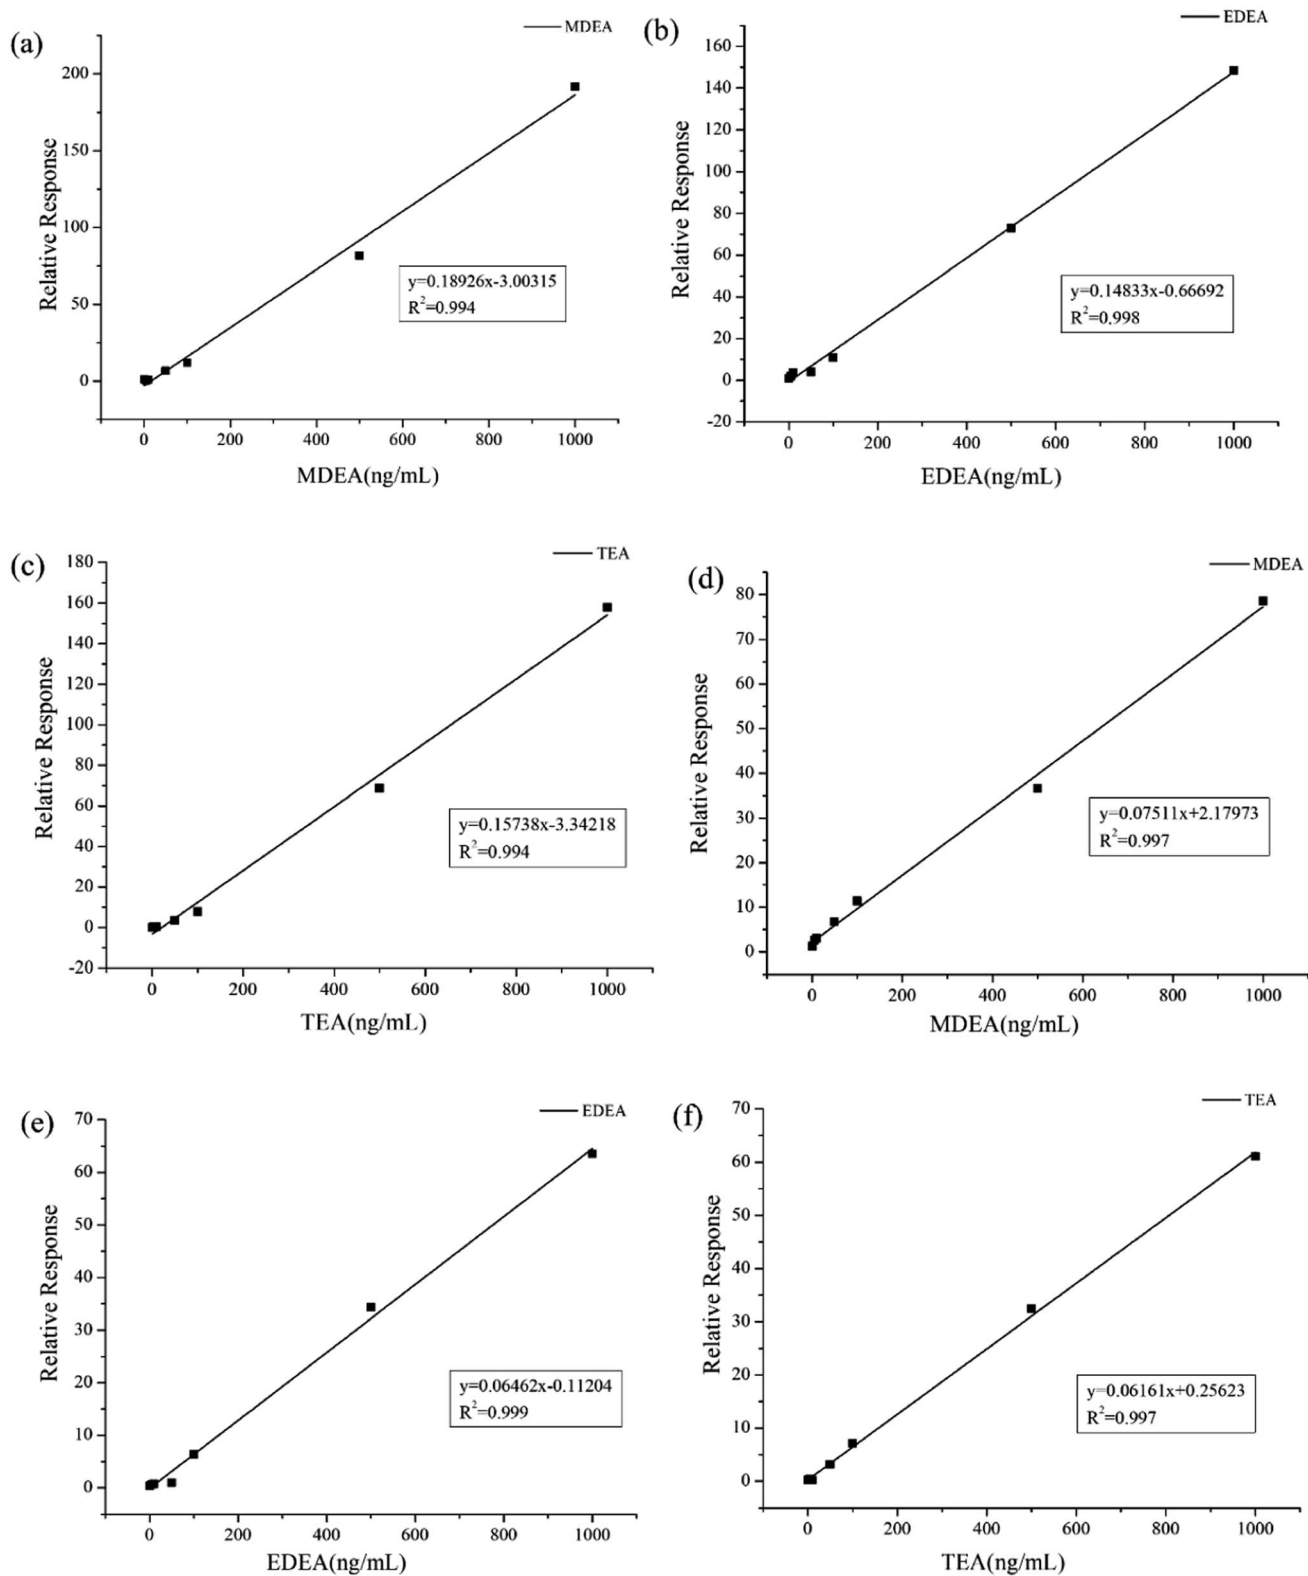 (a)
MDEA
Relative Response
200
150
100
50
0
y=0.18926x-3.00315
R²=0.994
0 200 400 600 800 1000
MDEA(ng/mL)
(b)
EDEA
Relative Response
160
140
120
100
80
60
40
20
0
-20
y=0.14833x-0.66692
R²=0.998
0 200 400 600 800 1000
EDEA(ng/mL)
(c)
TEA
Relative Response
180
160
140
120
100
80
60
40
20
0
-20
y=0.15738x-3.34218
R²=0.994
0 200 400 600 800 1000
TEA(ng/mL)
(d)
MDEA
Relative Response
80
70
60
50
40
30
20
10
0
y=0.07511x+2.17973
R²=0.997
0 200 400 600 800 1000
MDEA(ng/mL)
(e)
EDEA
Relative Response
70
60
50
40
30
20
10
0
y=0.06462x-0.11204
R²=0.999
0 200 400 600 800 1000
EDEA(ng/mL)
(f)
TEA
Relative Response
70
60
50
40
30
20
10
0
y=0.06161x+0.25623
R²=0.997
0 200 400 600 800 1000
TEA(ng/mL)